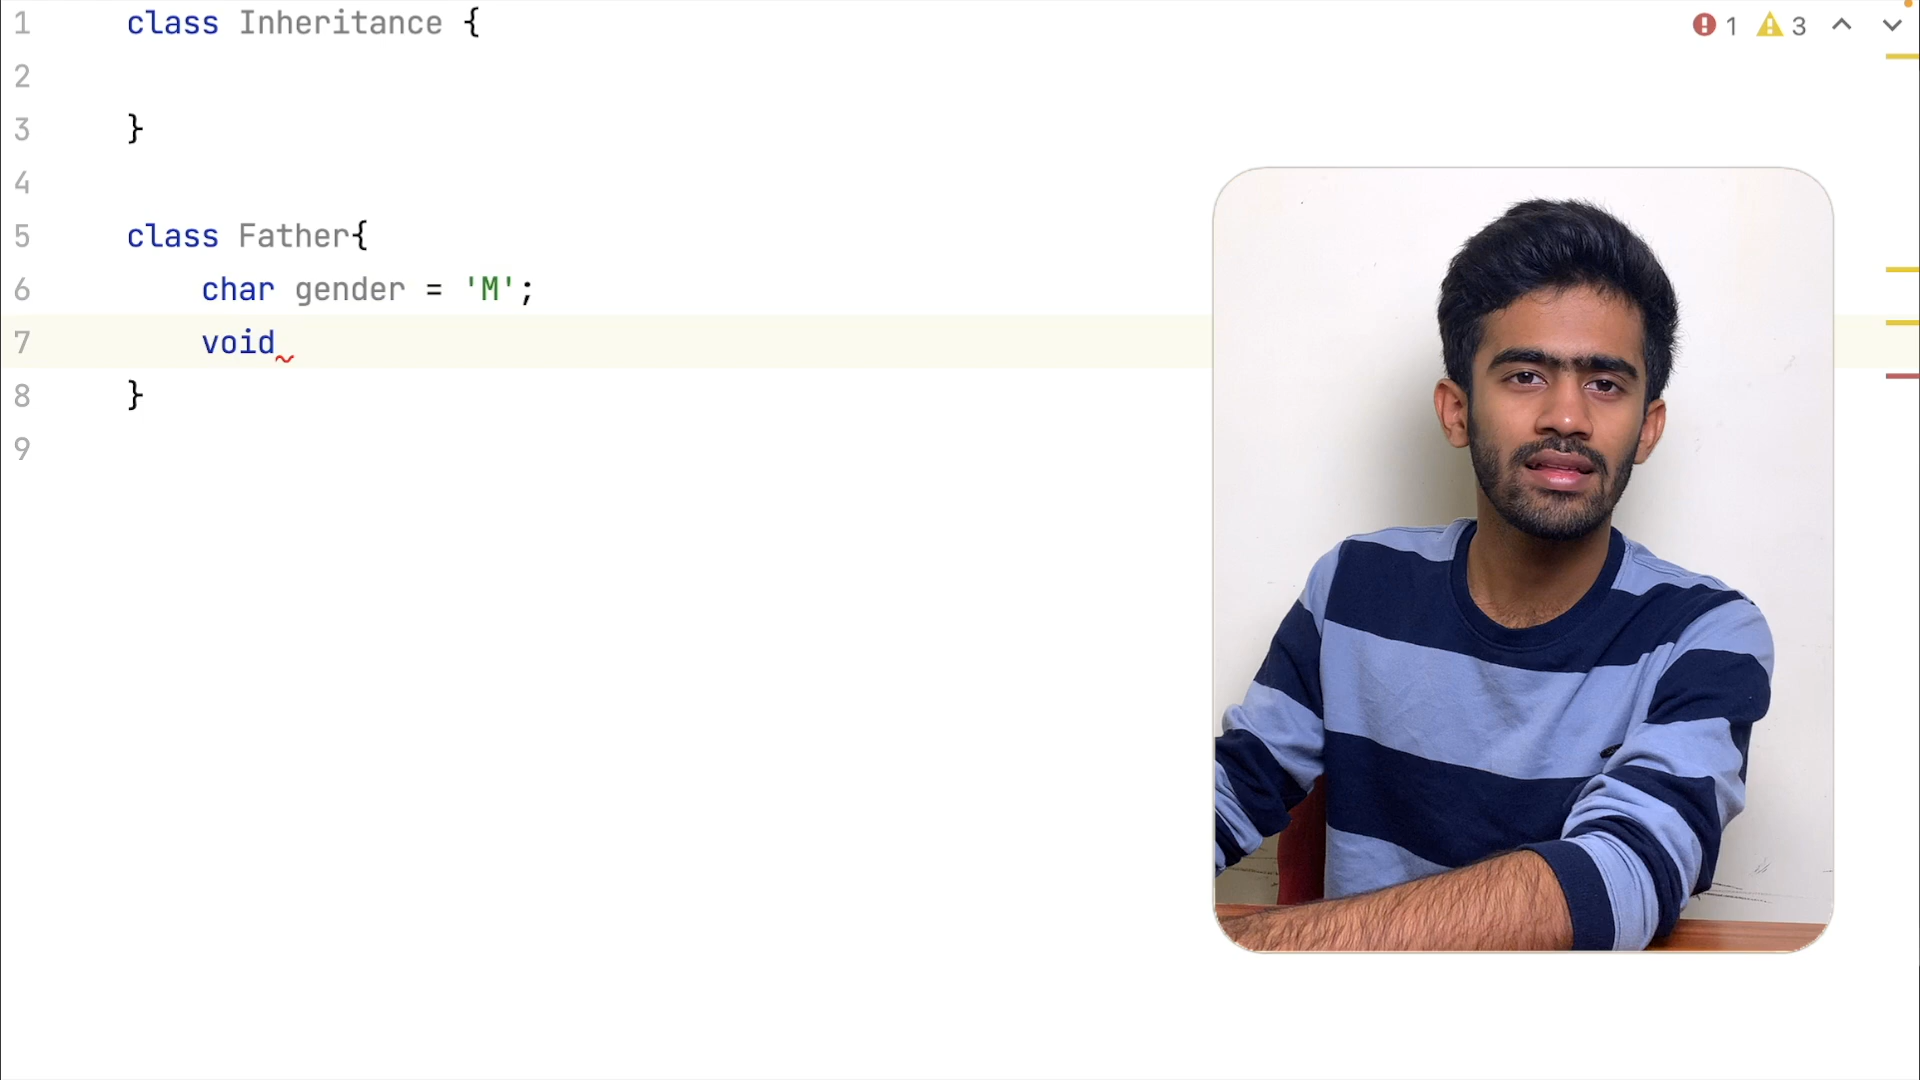 1 class Inheritance {
2
3 }
4
5 class Father{
6 char gender = 'M';
7 void
8 }
9
1 3